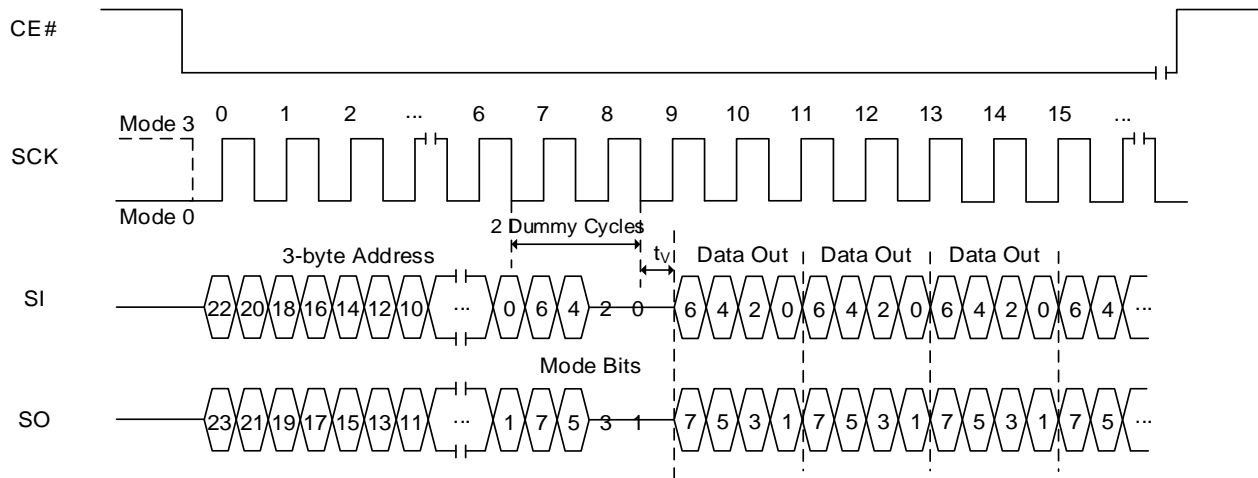 CE#
0 1 2 ... 6 7 8 9 10 11 12 13 14 15 ...
Mode 3
SCK
Mode 0
2 Dummy Cycles
3-byte Address tV Data Out Data Out Data Out
SI 22 20 18 16 14 12 10 ... 0 6 4 2 0 6 4 2 0 6 4 2 0 6 4 2 0 6 4 ...
Mode Bits
SO 23 21 19 17 15 13 11 ... 1 7 5 3 1 7 5 3 1 7 5 3 1 7 5 3 1 7 5 ...